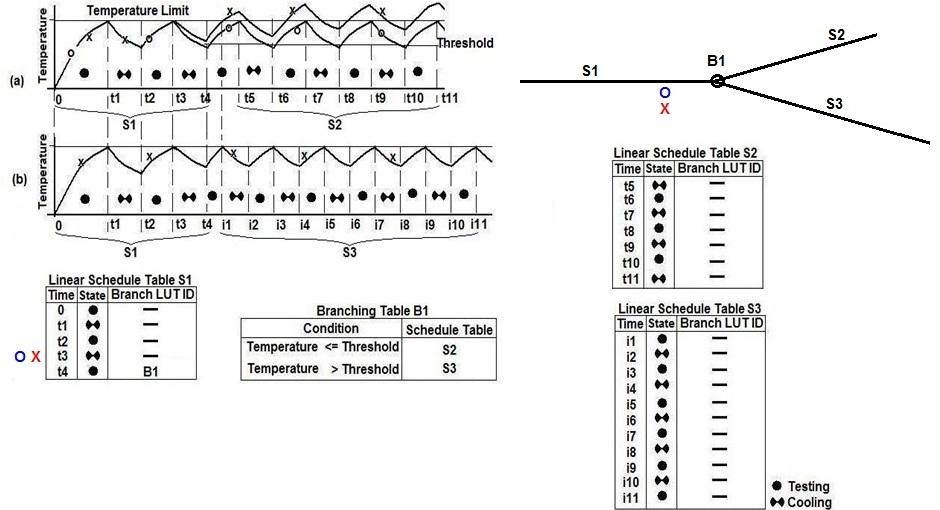 Temperature Limit
Temperature
Threshold
(a)
0 t1 t2 t3 t4 t5 t6 t7 t8 t9 t10 t11
S1 S2
Temperature
(b)
0 t1 t2 t3 t4 i1 i2 i3 i4 i5 i6 i7 i8 i9 i10 i11
S1 S3
S1 B1 S2
S3
O
X
Linear Schedule Table S1
Time State Branch LUT ID
0 —
t1 —
t2 —
O X t3 —
t4 B1
Branching Table B1
Condition Schedule Table
Temperature <= Threshold S2
Temperature > Threshold S3
Linear Schedule Table S2
Time State Branch LUT ID
t5 —
t6 —
t7 —
t8 —
t9 —
t10 —
t11 —
Linear Schedule Table S3
Time State Branch LUT ID
i1 —
i2 —
i3 —
i4 —
i5 —
i6 —
i7 —
i8 —
i9 —
i10 —
i11 —
Testing
Cooling